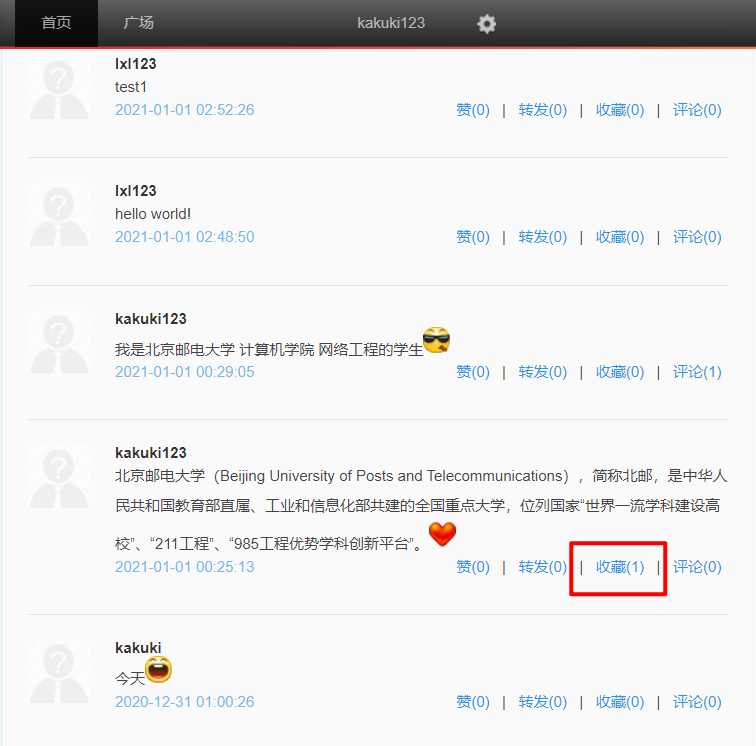 首页 广场 kakuki123
lxl123
test1
2021-01-01 02:52:26 赞(0) | 转发(0) | 收藏(0) | 评论(0)
lxl123
hello world!
2021-01-01 02:48:50 赞(0) | 转发(0) | 收藏(0) | 评论(0)
kakuki123
我是北京邮电大学 计算机学院 网络工程的学生
2021-01-01 00:29:05 赞(0) | 转发(0) | 收藏(0) | 评论(1)
kakuki123
北京邮电大学（Beijing University of Posts and Telecommunications），简称北邮，是中华人
民共和国教育部直属、工业和信息化部共建的全国重点大学，位列国家“世界一流学科建设高
校”、“211工程”、“985工程优势学科创新平台”。
2021-01-01 00:25:13 赞(0) | 转发(0) | 收藏(1) | 评论(0)
kakuki
今天
2020-12-31 01:00:26 赞(0) | 转发(0) | 收藏(0) | 评论(0)